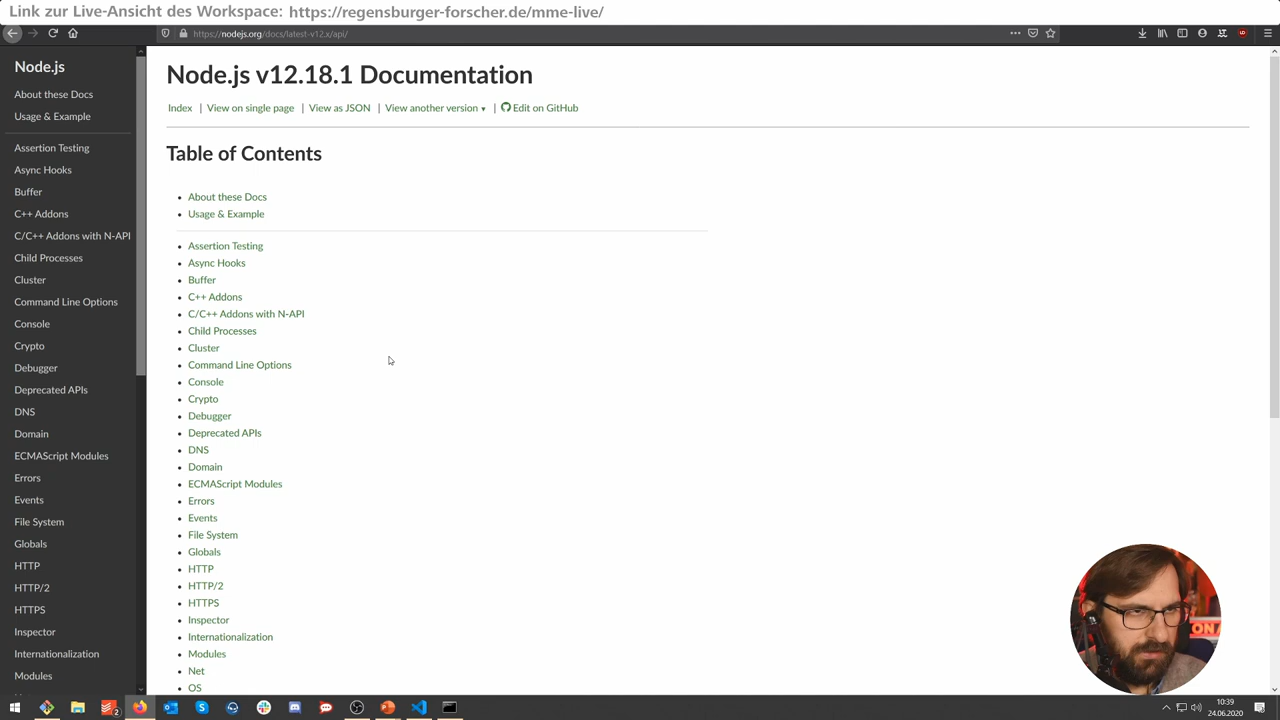 Link zur Live-Ansicht des Workspace: https://regensburger-forscher.de/mme-live/
https://nodejs.org/docs/latest-v12.x/api/
Node.js
About these Docs
Usage & Example
Assertion Testing
Async Hooks
Buffer
C++ Addons
C/C++ Addons with N-API
Child Processes
Cluster
Command Line Options
Console
Crypto
Debugger
Deprecated APIs
DNS
Domain
ECMAScript Modules
Errors
Events
File System
Globals
HTTP
HTTP/2
HTTPS
Inspector
Internationalization
Modules
Node.js v12.18.1 Documentation
Index | View on single page | View as JSON | View another version ▼ | Edit on GitHub
Table of Contents
• About these Docs
• Usage & Example
• Assertion Testing
• Async Hooks
• Buffer
• C++ Addons
• C/C++ Addons with N-API
• Child Processes
• Cluster
• Command Line Options
• Console
• Crypto
• Debugger
• Deprecated APIs
• DNS
• Domain
• ECMAScript Modules
• Errors
• Events
• File System
• Globals
• HTTP
• HTTP/2
• HTTPS
• Inspector
• Internationalization
• Modules
• Net
• OS
10:39
24.06.2020